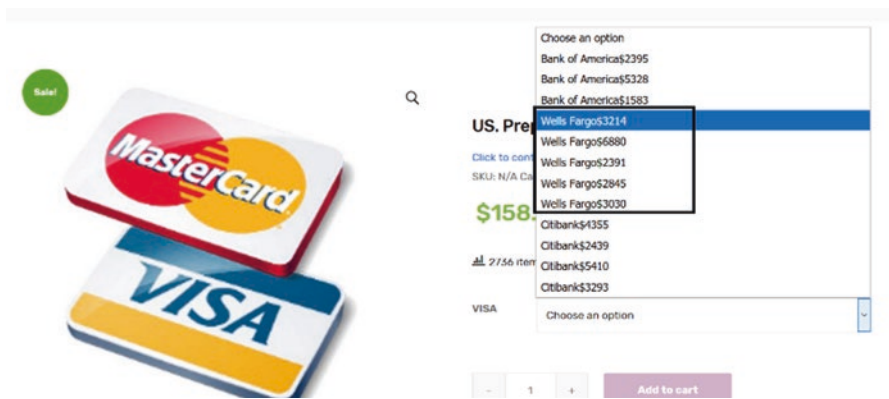 Sale!
MasterCard
VISA
Choose an option
Bank of America$2395
Bank of America$5328
Bank of America$1583
Wells Fargo$3214
Wells Fargo$6880
Wells Fargo$2391
Wells Fargo$2845
Wells Fargo$3030
Citibank$4355
Citibank$2439
Citibank$5410
Citibank$3293
US. Prep
Click to cont
SKU: N/A Ca
$158.
2736 item
VISA
Choose an option
- 1 +
Add to cart